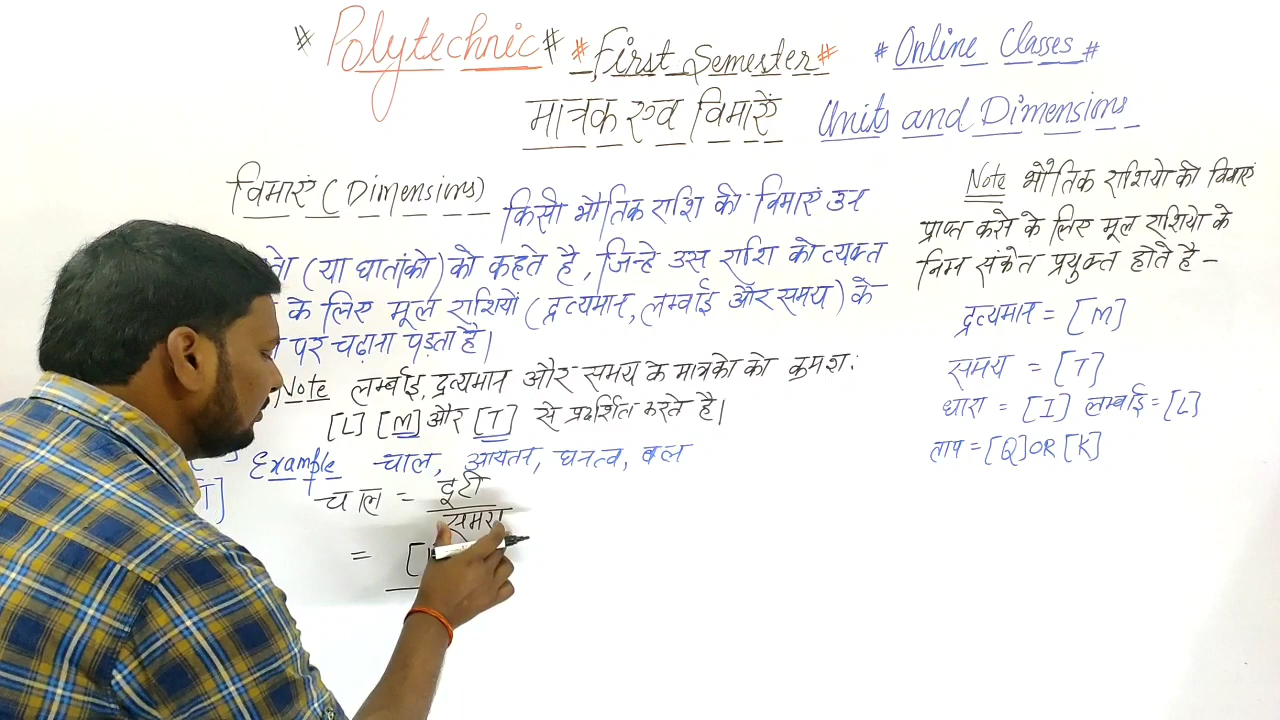 # Polytechnic # # First Semester # # Online Classes #
मात्रक एवं विमाएँ Units and Dimensions
विमाएं (Dimensions) किसी भौतिक राशि की विमाएं उन
(या घातांको) को कहते है, जिन्हे उस राशि को व्यक्त
के लिए मूल राशियों (द्रव्यमान, लम्बाई और समय) के
पर चढ़ाना पड़ता है।
Note लम्बाई, द्रव्यमान और समय के मात्रको को क्रमश:
[L] [M] और [T] से प्रदर्शित करते है।
Example चाल, आयतन, घनत्व, बल
चाल = दूरी
समय
= [
T]
Note भौतिक राशियो की विमाएं
प्राप्त करने के लिए मूल राशियो के
निम्न संकेत प्रयुक्त होते है -
द्रव्यमान = [M]
समय = [T]
धारा = [I] लम्बाई = [L]
ताप = [Q] OR [K]